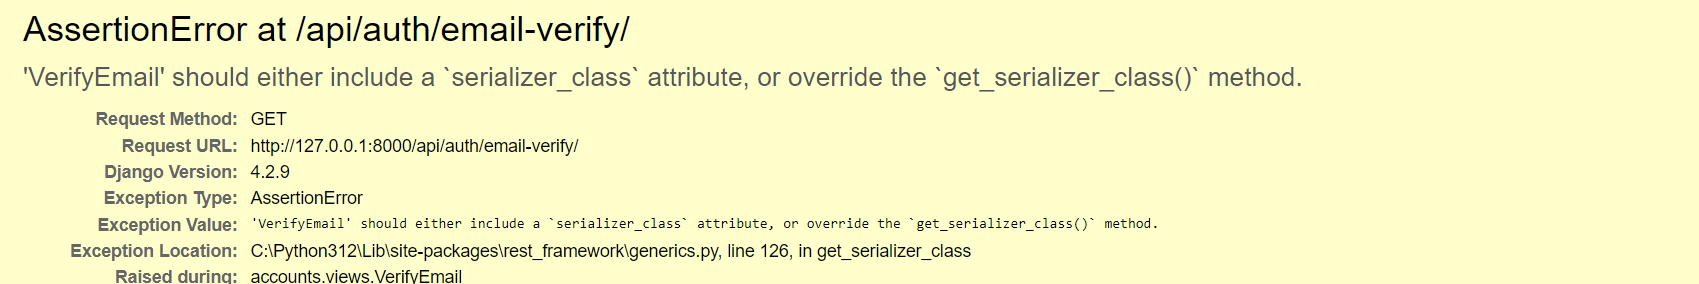 AssertionError at /api/auth/email-verify/
'VerifyEmail' should either include a `serializer_class` attribute, or override the `get_serializer_class()` method.
Request Method: GET
Request URL: http://127.0.0.1:8000/api/auth/email-verify/
Django Version: 4.2.9
Exception Type: AssertionError
Exception Value: 'VerifyEmail' should either include a `serializer_class` attribute, or override the `get_serializer_class()` method.
Exception Location: C:\Python312\Lib\site-packages\rest_framework\generics.py, line 126, in get_serializer_class
Raised during: accounts.views.VerifyEmail